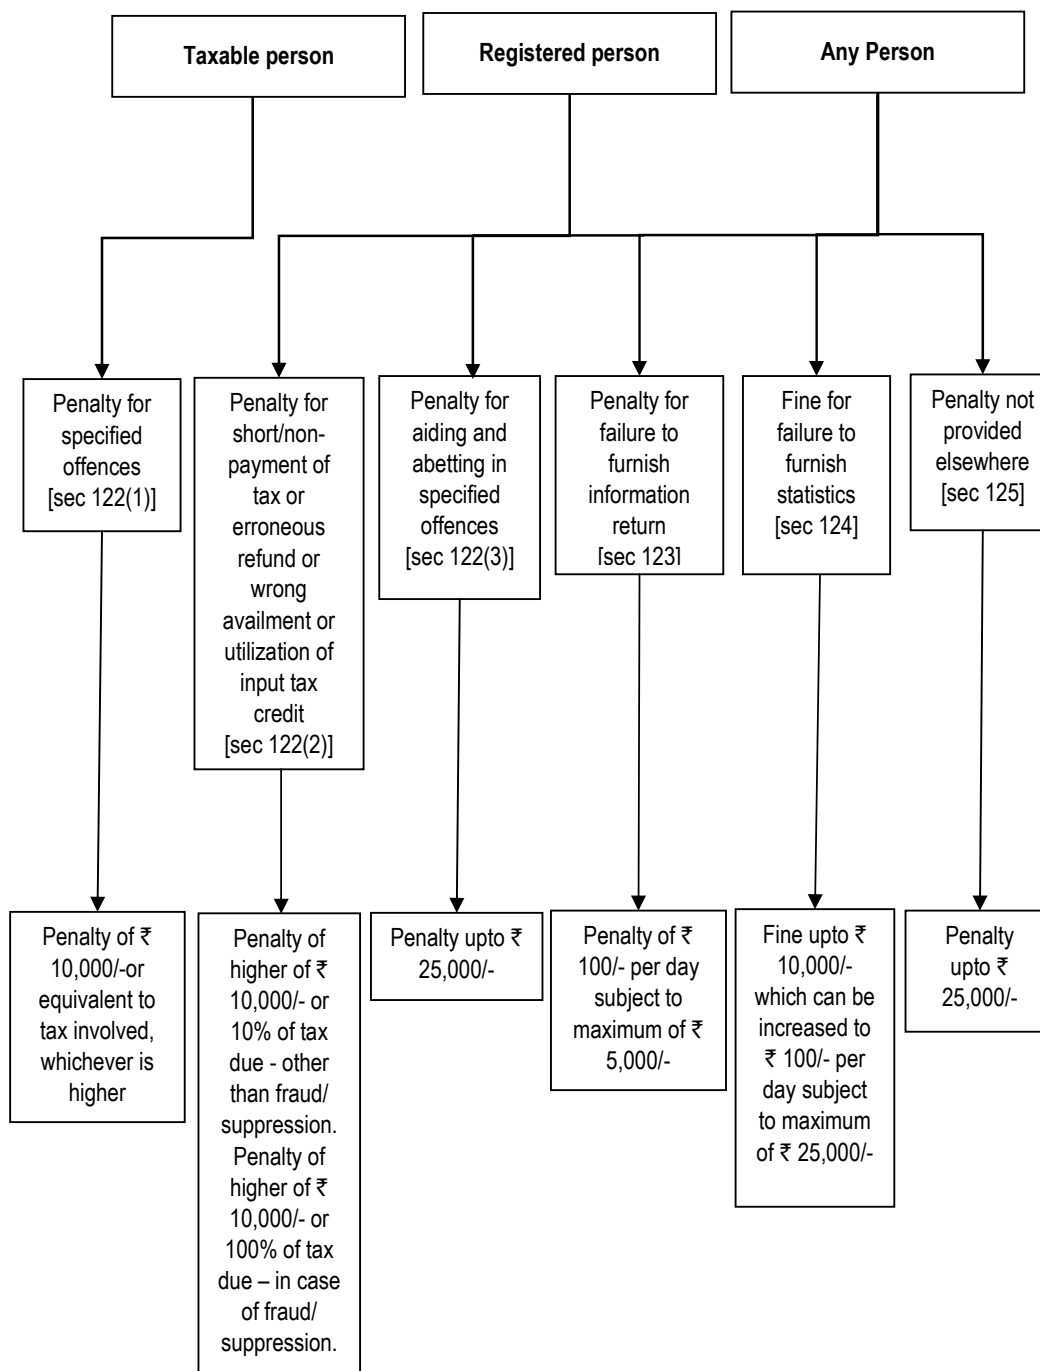 Taxable person
Registered person
Any Person
Penalty for
specified
offences
[sec 122(1)]
Penalty for
short/non-
payment of
tax or
erroneous
refund or
wrong
availment or
utilization of
input tax
credit
[sec 122(2)]
Penalty for
aiding and
abetting in
specified
offences
[sec 122(3)]
Penalty for
failure to
furnish
information
return
[sec 123]
Fine for
failure to
furnish
statistics
[sec 124]
Penalty not
provided
elsewhere
[sec 125]
Penalty of ₹
10,000/-or
equivalent to
tax involved,
whichever is
higher
Penalty of
higher of ₹
10,000/- or
10% of tax
due - other
than fraud/
suppression.
Penalty of
higher of ₹
10,000/- or
100% of tax
due – in case
of fraud/
suppression.
Penalty upto ₹
25,000/-
Penalty of ₹
100/- per day
subject to
maximum of ₹
5,000/-
Fine upto ₹
10,000/-
which can be
increased to
₹ 100/- per
day subject
to maximum
of ₹ 25,000/-
Penalty
upto ₹
25,000/-